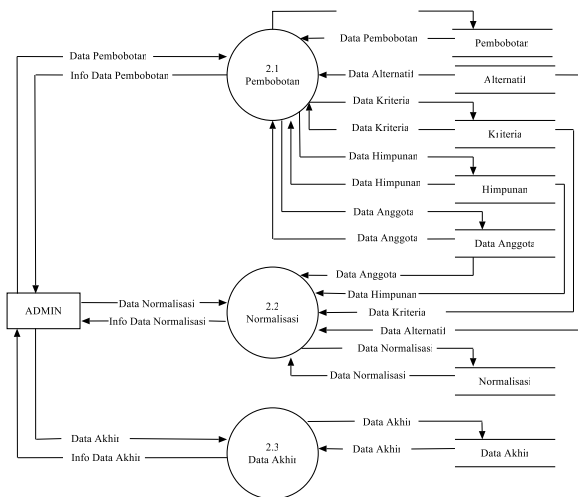 Data Pembobotan
Pembobotan
Data Pembobotan
2.1
Pembobotan
Data Alternatif
Alternatif
Info Data Pembobotan
Data Kriteria
Data Kriteria
Kriteria
Data Himpunan
Data Himpunan
Himpunan
Data Anggota
Data Anggota
Data Anggota
Data Anggota
Data Himpunan
ADMIN
Data Normalisasi
2.2
Normalisasi
Data Kriteria
Info Data Normalisasi
Data Alternatif
Data Normalisasi
Data Normalisasi
Normalisasi
Data Akhir
Data Akhir
2.3
Data Akhir
Data Akhir
Data Akhir
Info Data Akhir